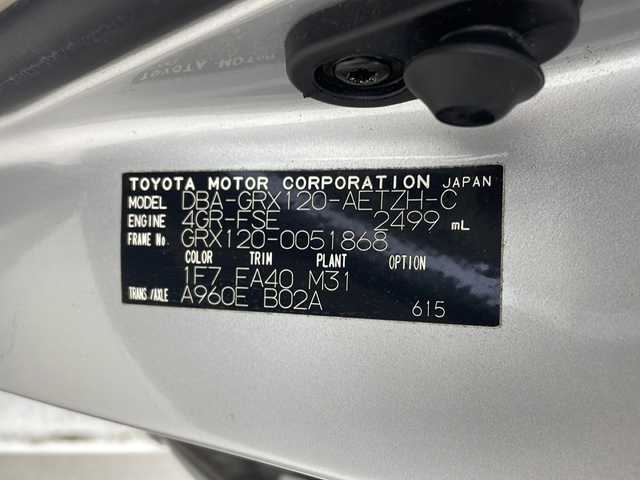 TOYOTA MOTOR CORPORATION JAPAN
MODEL DBA-GRX120-AETZH-C
ENGINE 4GR-FSE 2499 mL
FRAME No. GRX120-0051868
COLOR TRIM PLANT OPTION
1F7 FA40 M31
TRANS/AXLE A960E B02A 615